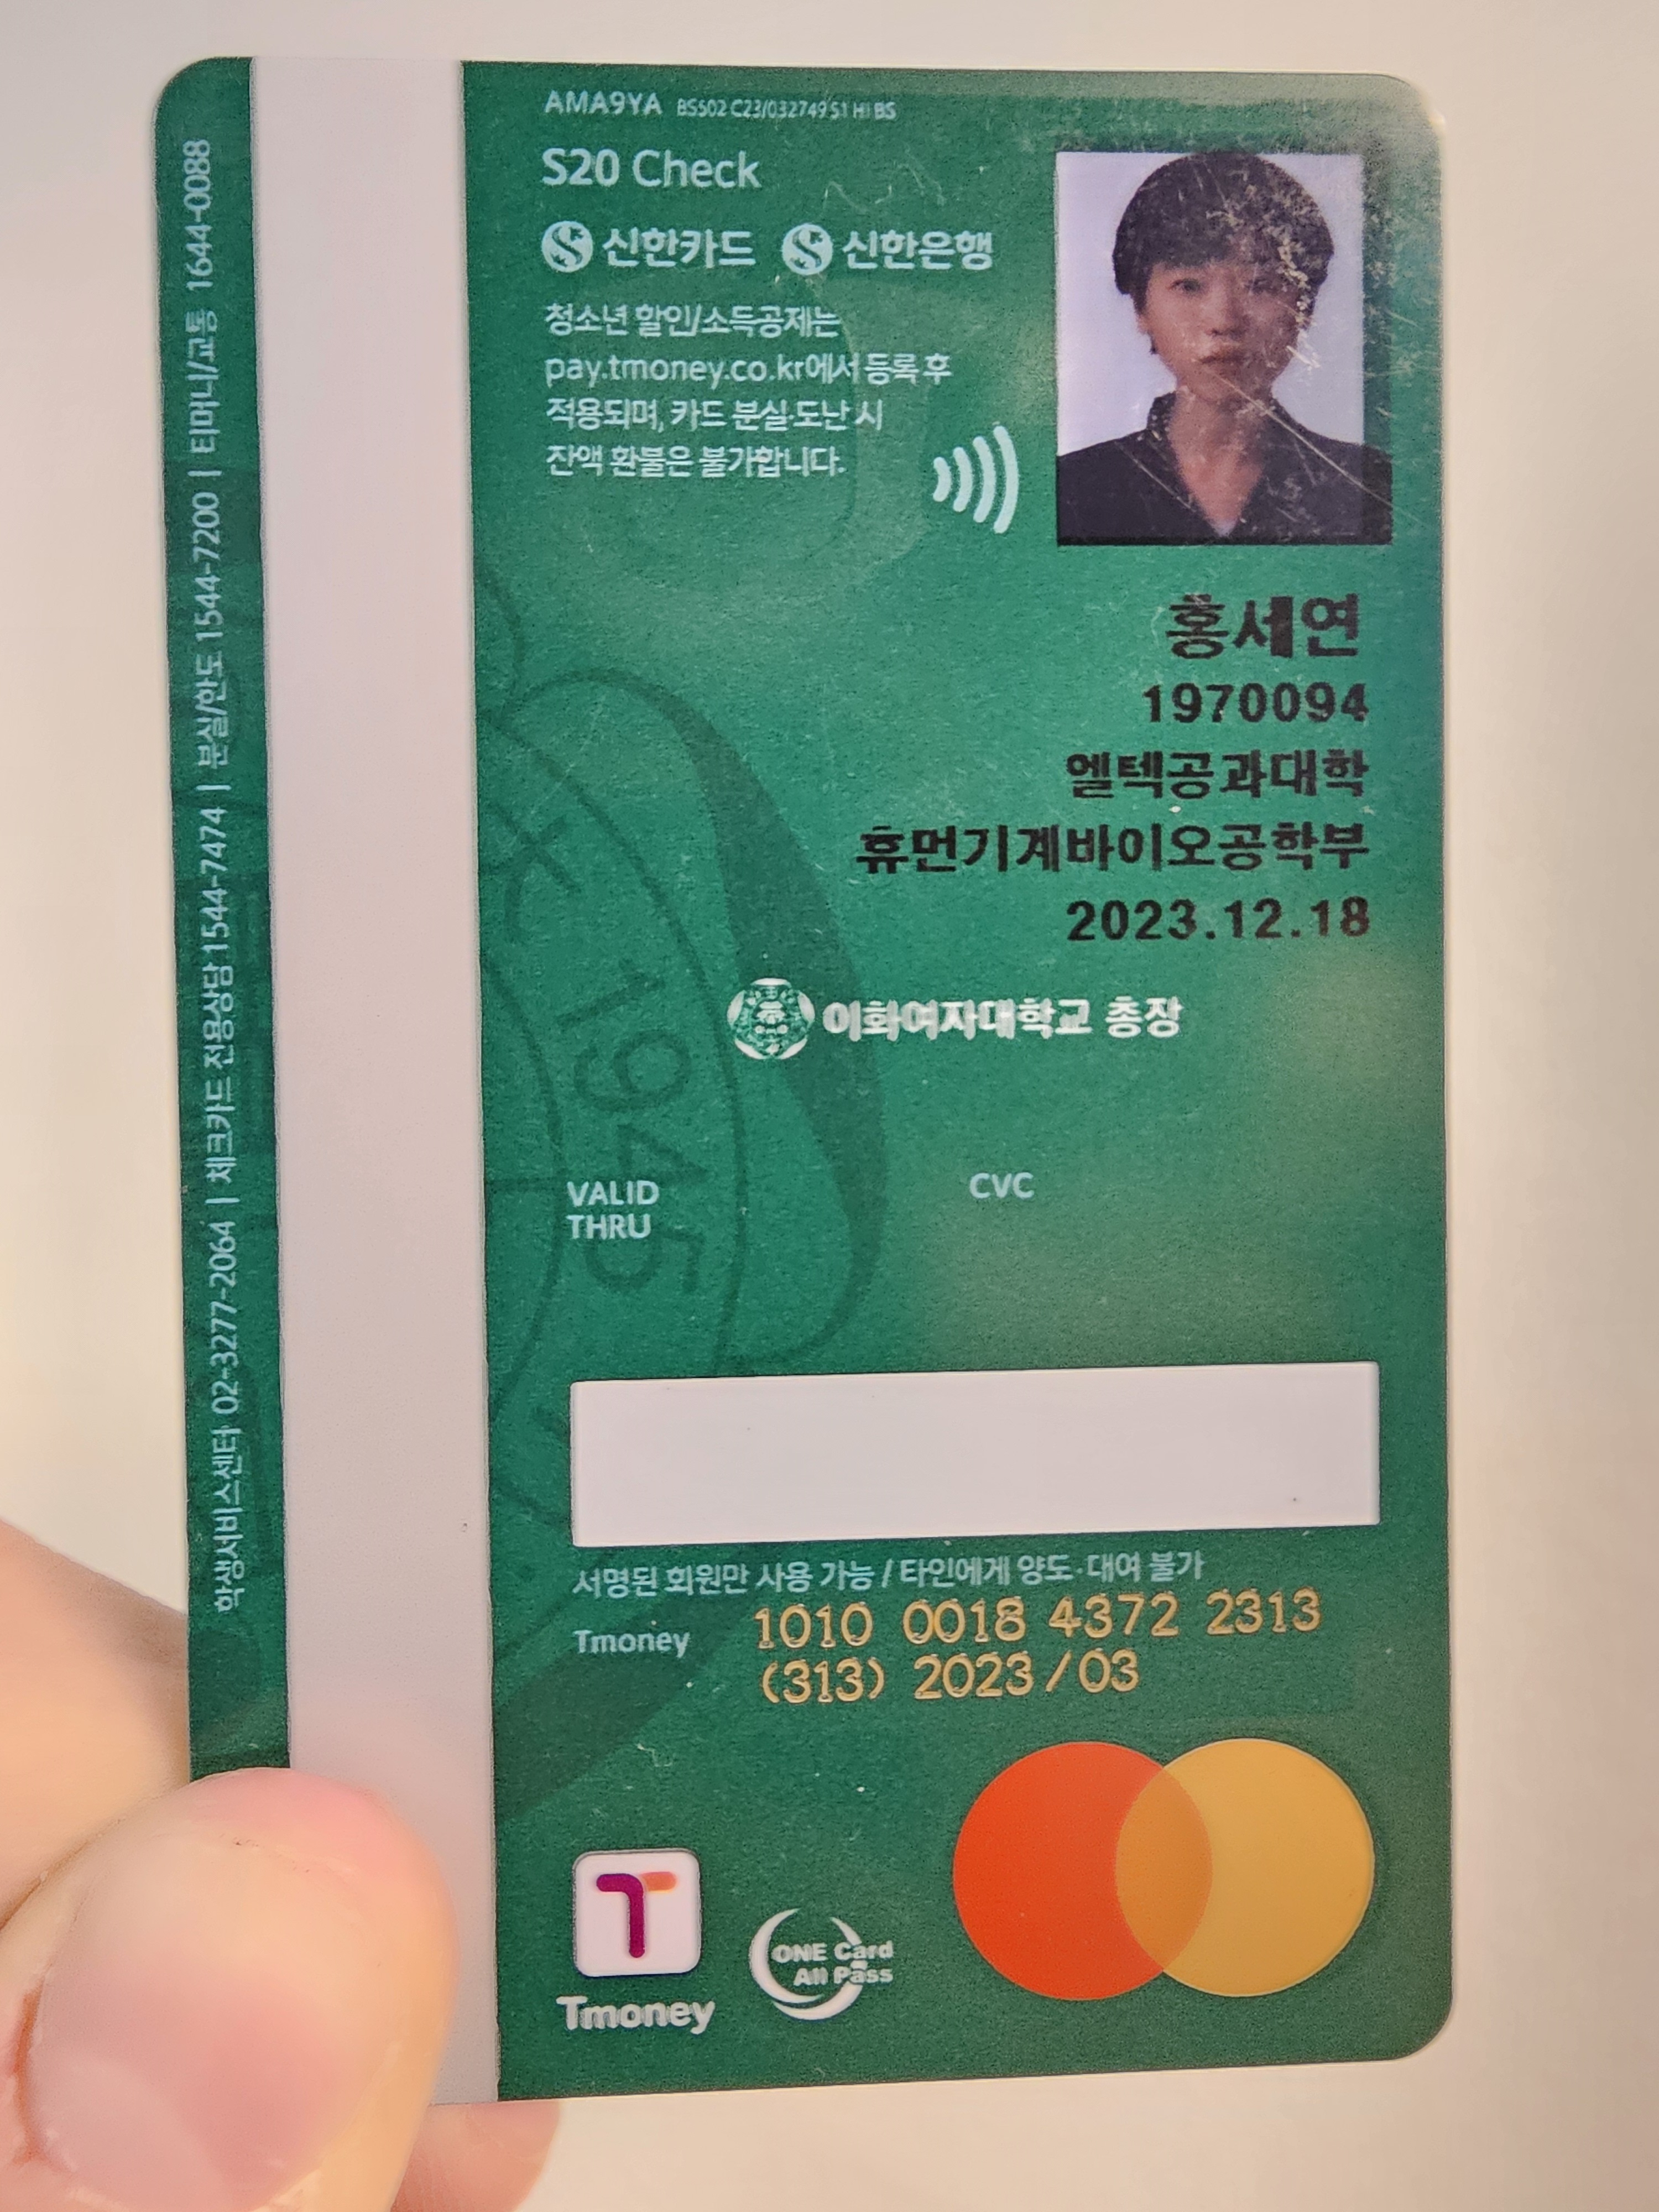 AMA9YA BS502 C23/032749 S1 HI BS
S20 Check
신한카드 신한은행
청소년 할인/소득공제는
pay.tmoney.co.kr에서 등록 후
적용되며, 카드 분실·도난 시
잔액 환불은 불가합니다.
홍세연
1970094
엘텍공과대학
휴먼기계바이오공학부
2023.12.18
이화여자대학교 총장
1945
VALID
THRU
CVC
서명된 회원만 사용 가능 / 타인에게 양도·대여 불가
Tmoney 1010 0018 4372 2313
(313) 2023/03
Tmoney
ONE Card
All Pass
학생서비스센터 02-3277-2064 | 체크카드 전용상담 1544-7474 | 분실/한도 1544-7200 | 티머니/교통 1644-0088